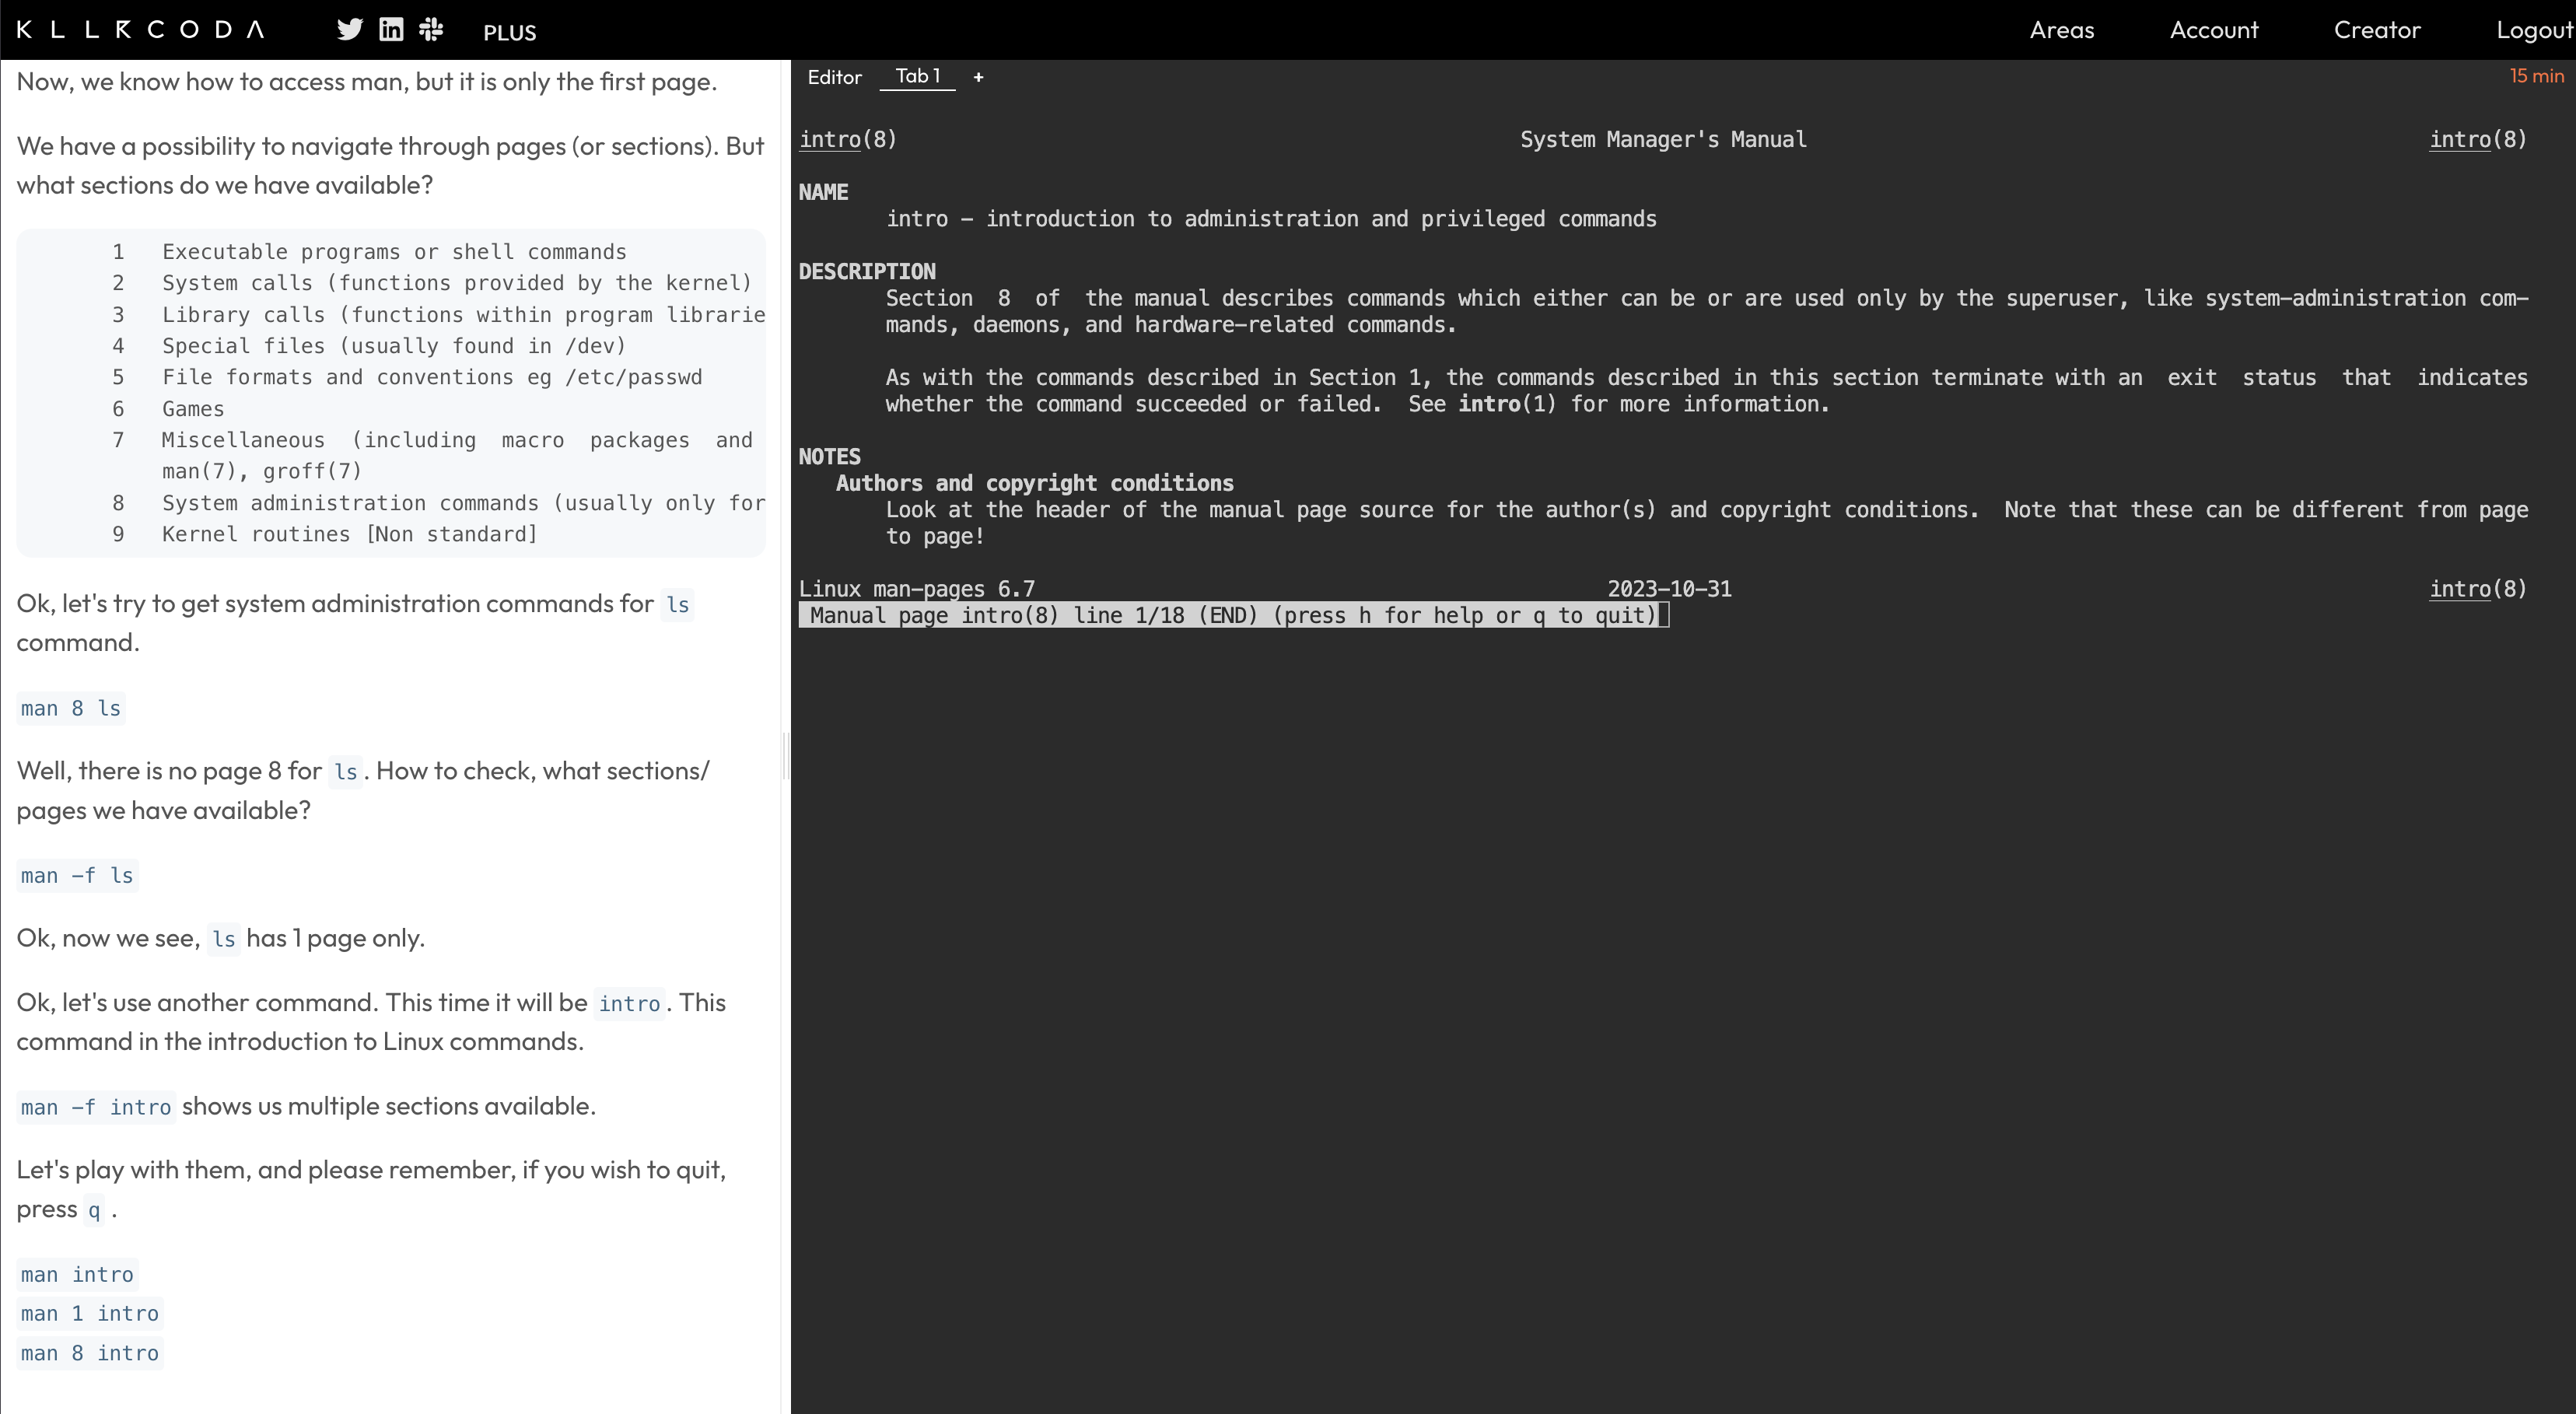 KLLRCODA PLUS Areas Account Creator Logout
Now, we know how to access man, but it is only the first page.
We have a possibility to navigate through pages (or sections). But
what sections do we have available?
1 Executable programs or shell commands
2 System calls (functions provided by the kernel)
3 Library calls (functions within program librarie
4 Special files (usually found in /dev)
5 File formats and conventions eg /etc/passwd
6 Games
7 Miscellaneous (including macro packages and
man(7), groff(7)
8 System administration commands (usually only for
9 Kernel routines [Non standard]
Ok, let's try to get system administration commands for ls
command.
man 8 ls
Well, there is no page 8 for ls. How to check, what sections/
pages we have available?
man -f ls
Ok, now we see, ls has 1 page only.
Ok, let's use another command. This time it will be intro. This
command in the introduction to Linux commands.
man -f intro shows us multiple sections available.
Let's play with them, and please remember, if you wish to quit,
press q .
man intro
man 1 intro
man 8 intro
Editor Tab 1 + 15 min
intro(8) System Manager's Manual intro(8)
NAME
intro - introduction to administration and privileged commands
DESCRIPTION
Section 8 of the manual describes commands which either can be or are used only by the superuser, like system-administration com-
mands, daemons, and hardware-related commands.
As with the commands described in Section 1, the commands described in this section terminate with an exit status that indicates
whether the command succeeded or failed. See intro(1) for more information.
NOTES
Authors and copyright conditions
Look at the header of the manual page source for the author(s) and copyright conditions. Note that these can be different from page
to page!
Linux man-pages 6.7 2023-10-31 intro(8)
Manual page intro(8) line 1/18 (END) (press h for help or q to quit)